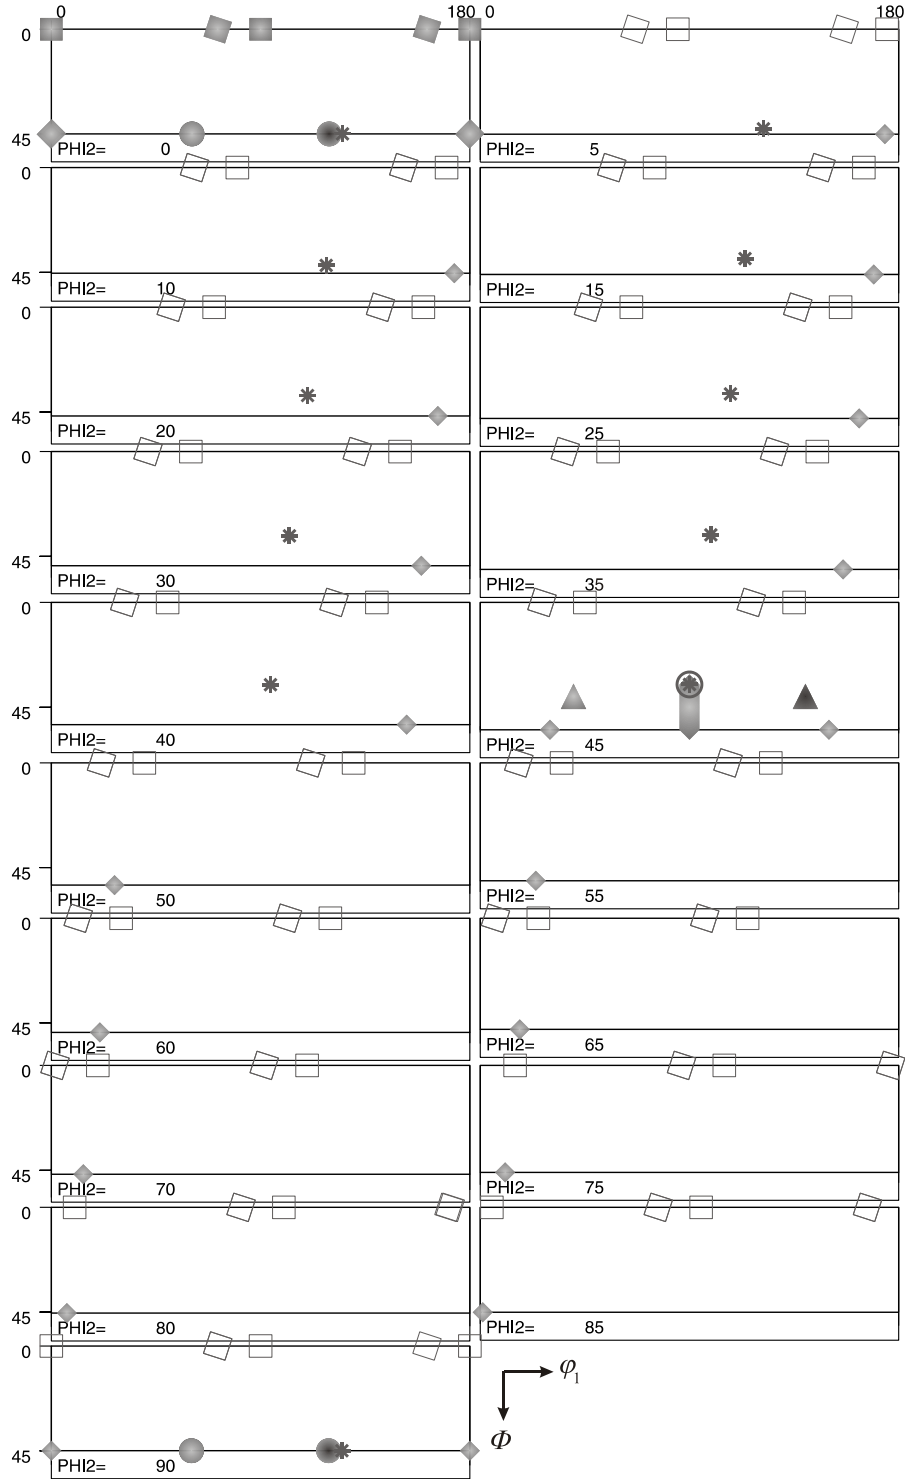 0 180 0 180
0
45
PHI2= 0 PHI2= 5
0
45
PHI2= 10 PHI2= 15
0
45
PHI2= 20 PHI2= 25
0
45
PHI2= 30 PHI2= 35
0
45
PHI2= 40 PHI2= 45
0
45
PHI2= 50 PHI2= 55
0
45
PHI2= 60 PHI2= 65
0
45
PHI2= 70 PHI2= 75
0
45
PHI2= 80 PHI2= 85
0
φ₁
Φ
45
PHI2= 90